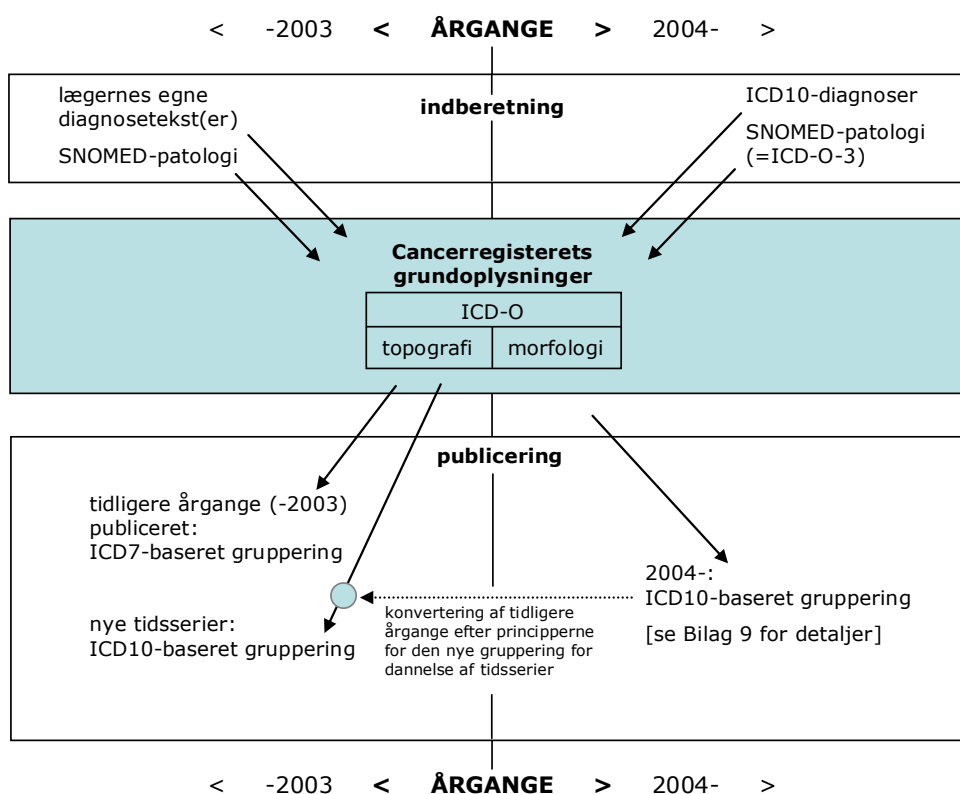 < -2003 < ÅRGANGE > 2004- >
indberetning
lægernes egne
diagnosetekst(er)
SNOMED-patologi
ICD10-diagnoser
SNOMED-patologi
(=ICD-O-3)
Cancerregisterets
grundoplysninger
ICD-O
topografi morfologi
publicering
tidligere årgange (-2003)
publiceret:
ICD7-baseret gruppering
nye tidsserier:
ICD10-baseret gruppering
konvertering af tidligere
årgange efter principperne
for den nye gruppering for
dannelse af tidsserier
2004-:
ICD10-baseret gruppering
[se Bilag 9 for detaljer]
< -2003 < ÅRGANGE > 2004- >